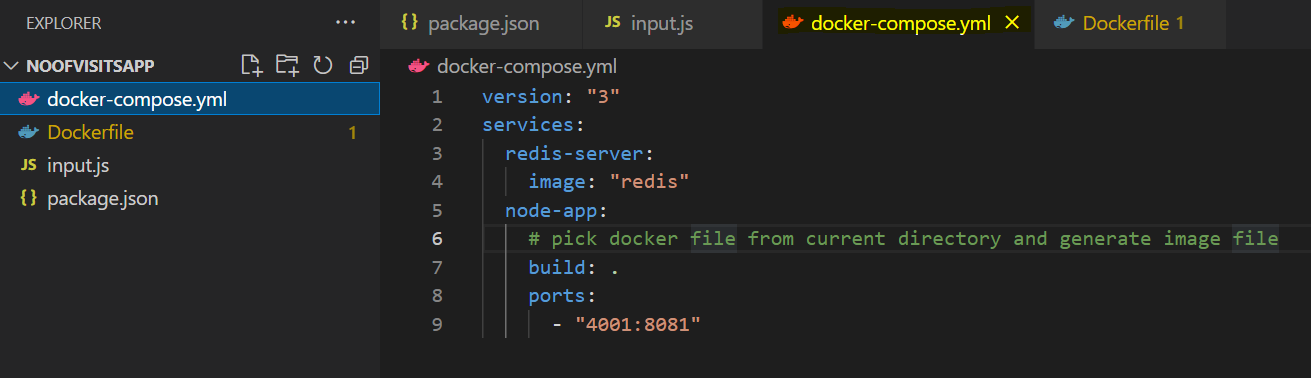 EXPLORER
NOOFVISITSAPP
docker-compose.yml
Dockerfile 1
JS input.js
{} package.json
{} package.json
JS input.js
docker-compose.yml
Dockerfile 1
docker-compose.yml
1 version: "3"
2 services:
3   redis-server:
4     image: "redis"
5   node-app:
6     # pick docker file from current directory and generate image file
7     build: .
8     ports:
9       - "4001:8081"